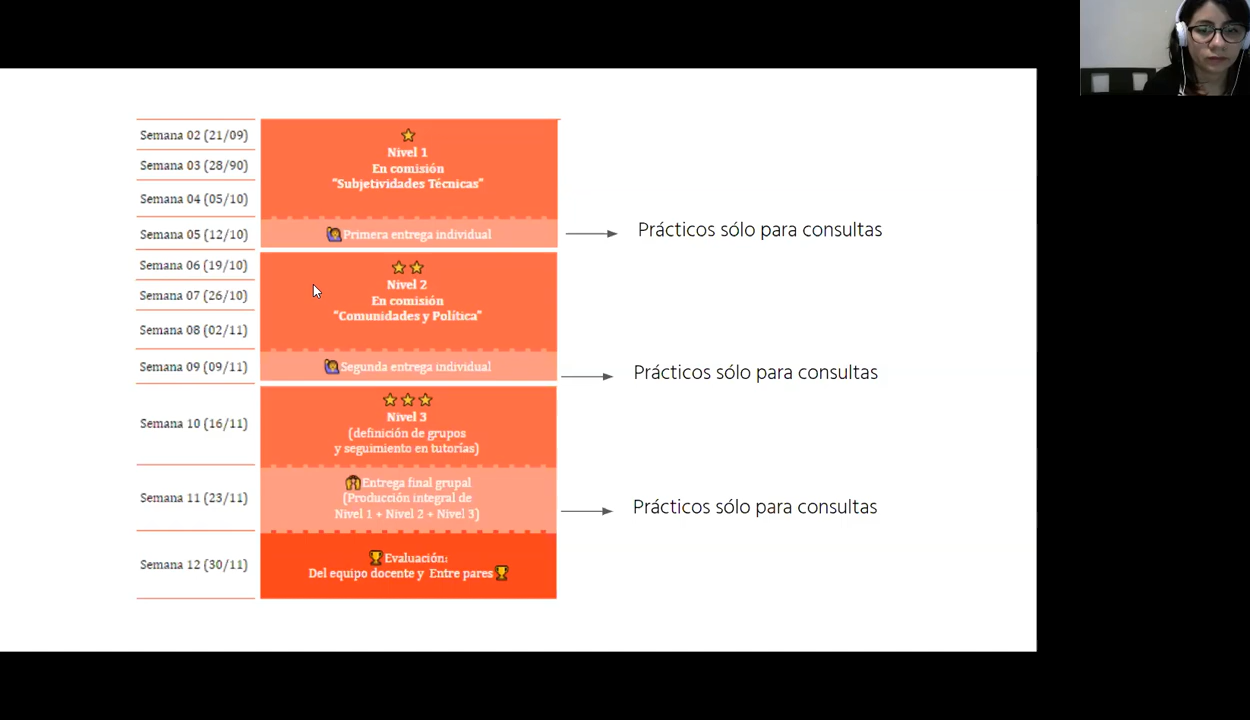 Semana 02 (21/09)
Semana 03 (28/90)
Semana 04 (05/10)
Nivel 1
En comisión
"Subjetividades Técnicas"
Semana 05 (12/10)
Primera entrega individual
Prácticos sólo para consultas
Semana 06 (19/10)
Semana 07 (26/10)
Semana 08 (02/11)
Nivel 2
En comisión
"Comunidades y Política"
Semana 09 (09/11)
Segunda entrega individual
Prácticos sólo para consultas
Semana 10 (16/11)
Nivel 3
(definición de grupos
y seguimiento en tutorías)
Semana 11 (23/11)
Entrega final grupal
(Producción integral de
Nivel 1 + Nivel 2 + Nivel 3)
Prácticos sólo para consultas
Semana 12 (30/11)
Evaluación:
Del equipo docente y Entre pares